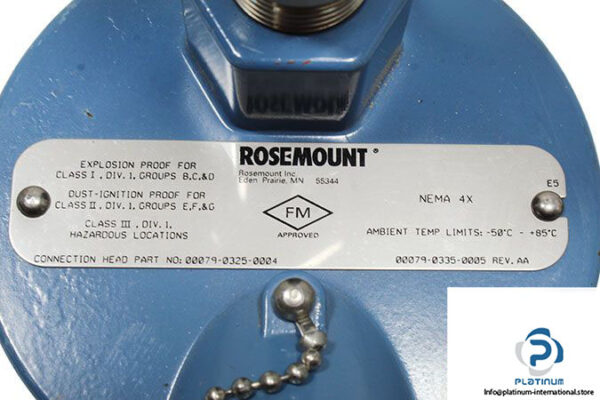 ROSEMOUNT
EXPLOSION PROOF FOR
CLASS I, DIV. 1, GROUPS B,C,&D
DUST-IGNITION PROOF FOR
CLASS II, DIV. 1, GROUPS E,F,&G
CLASS III, DIV. 1,
HAZARDOUS LOCATIONS
CONNECTION HEAD PART NO: 00079-0325-0004
ROSEMOUNT®
Rosemount Inc.
Eden Prairie, MN 55344
FM
APPROVED
E5
NEMA 4X
AMBIENT TEMP LIMITS: -50°C - +85°C
00079-0335-0005 REV. AA
PLATINUM
Info@platinum-international.store